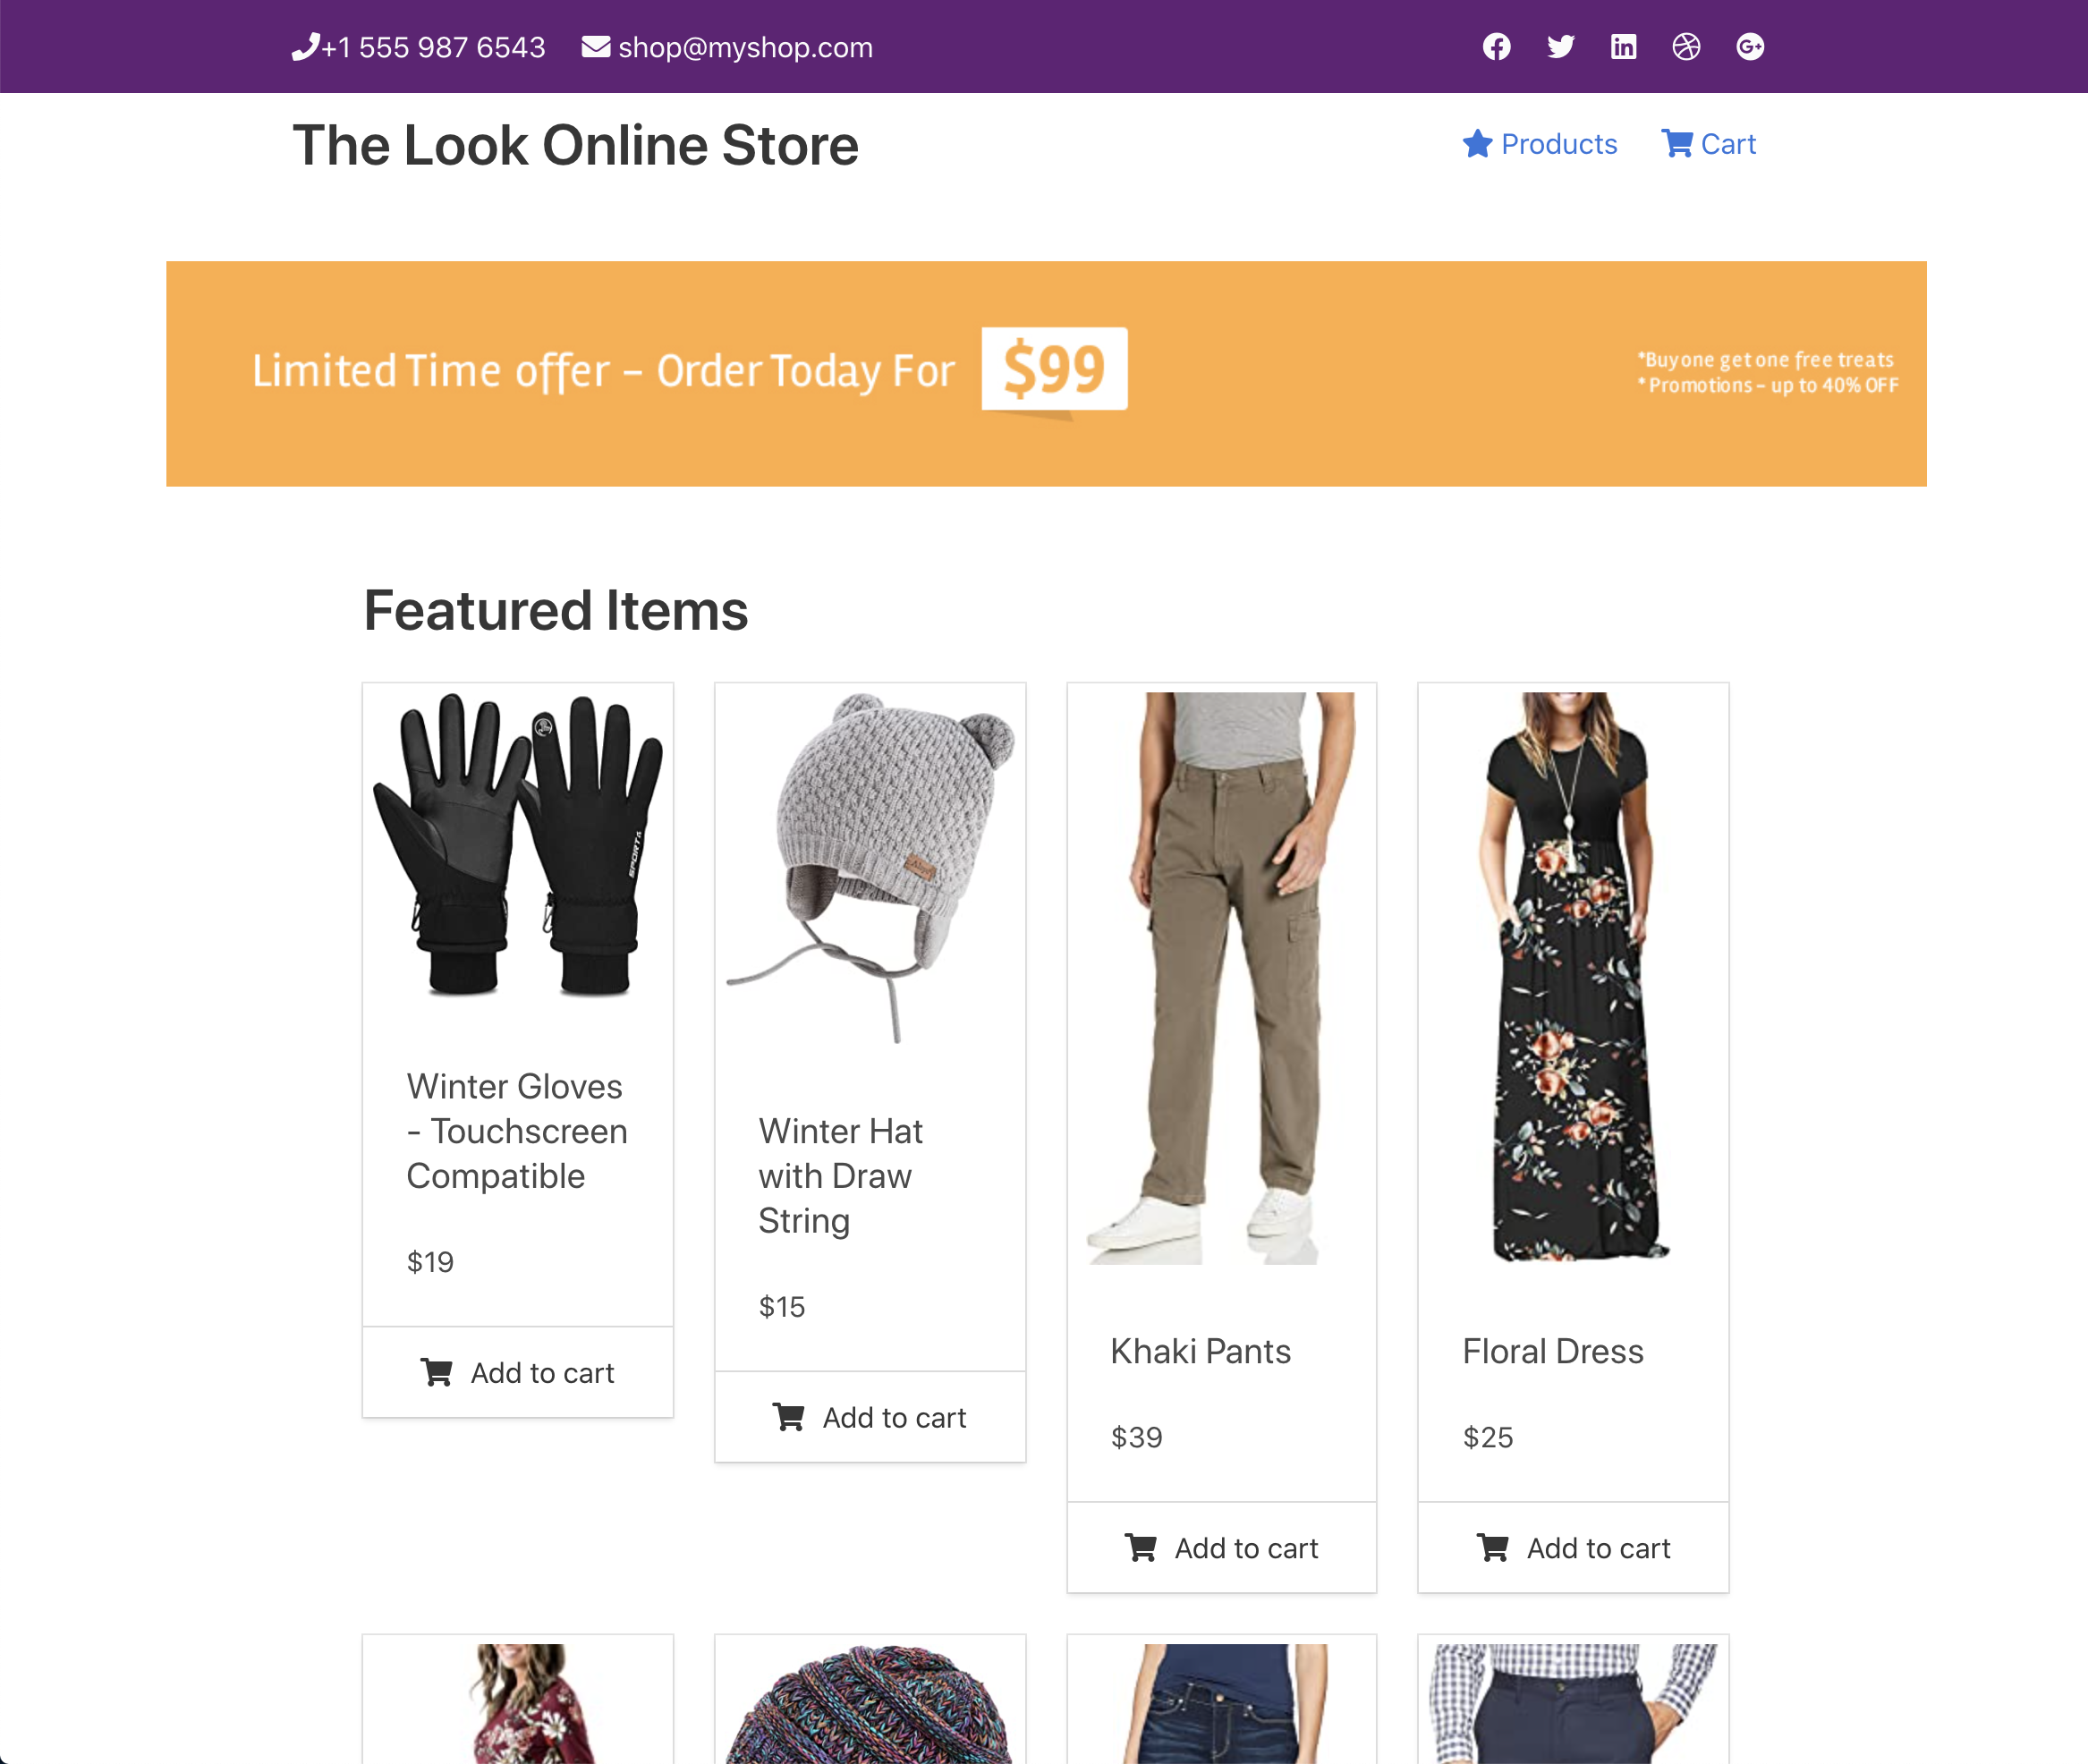 +1 555 987 6543 shop@myshop.com
The Look Online Store
Products Cart
Limited Time offer – Order Today For $99
*Buy one get one free treats
* Promotions – up to 40% OFF
Featured Items
SPORT
Winter Gloves
- Touchscreen
Compatible
$19
Add to cart
Winter Hat
with Draw
String
$15
Add to cart
Khaki Pants
$39
Add to cart
Floral Dress
$25
Add to cart